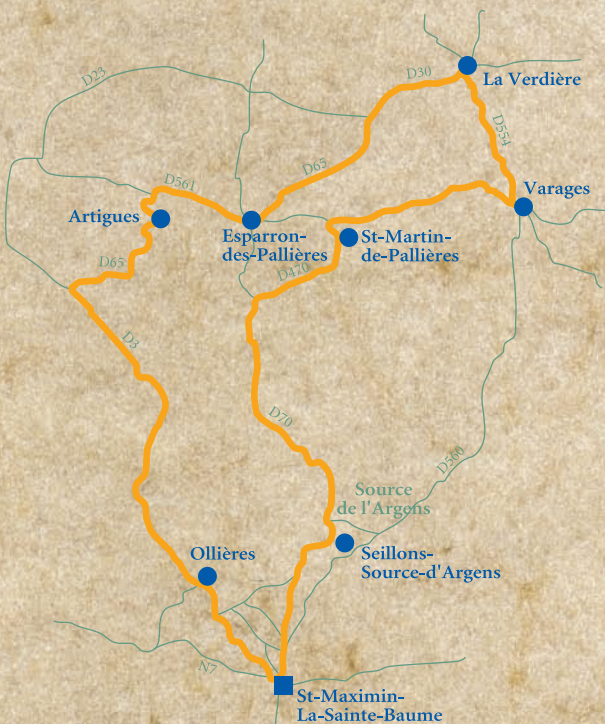 D23
D30
La Verdière
D554
D65
D561
Varages
Artigues
Esparron-
des-Pallières
St-Martin-
de-Pallières
D65
D470
D3
D70
D560
Source
de l'Argens
Ollières
Seillons-
Source-d'Argens
N7
St-Maximin-
La-Sainte-Baume